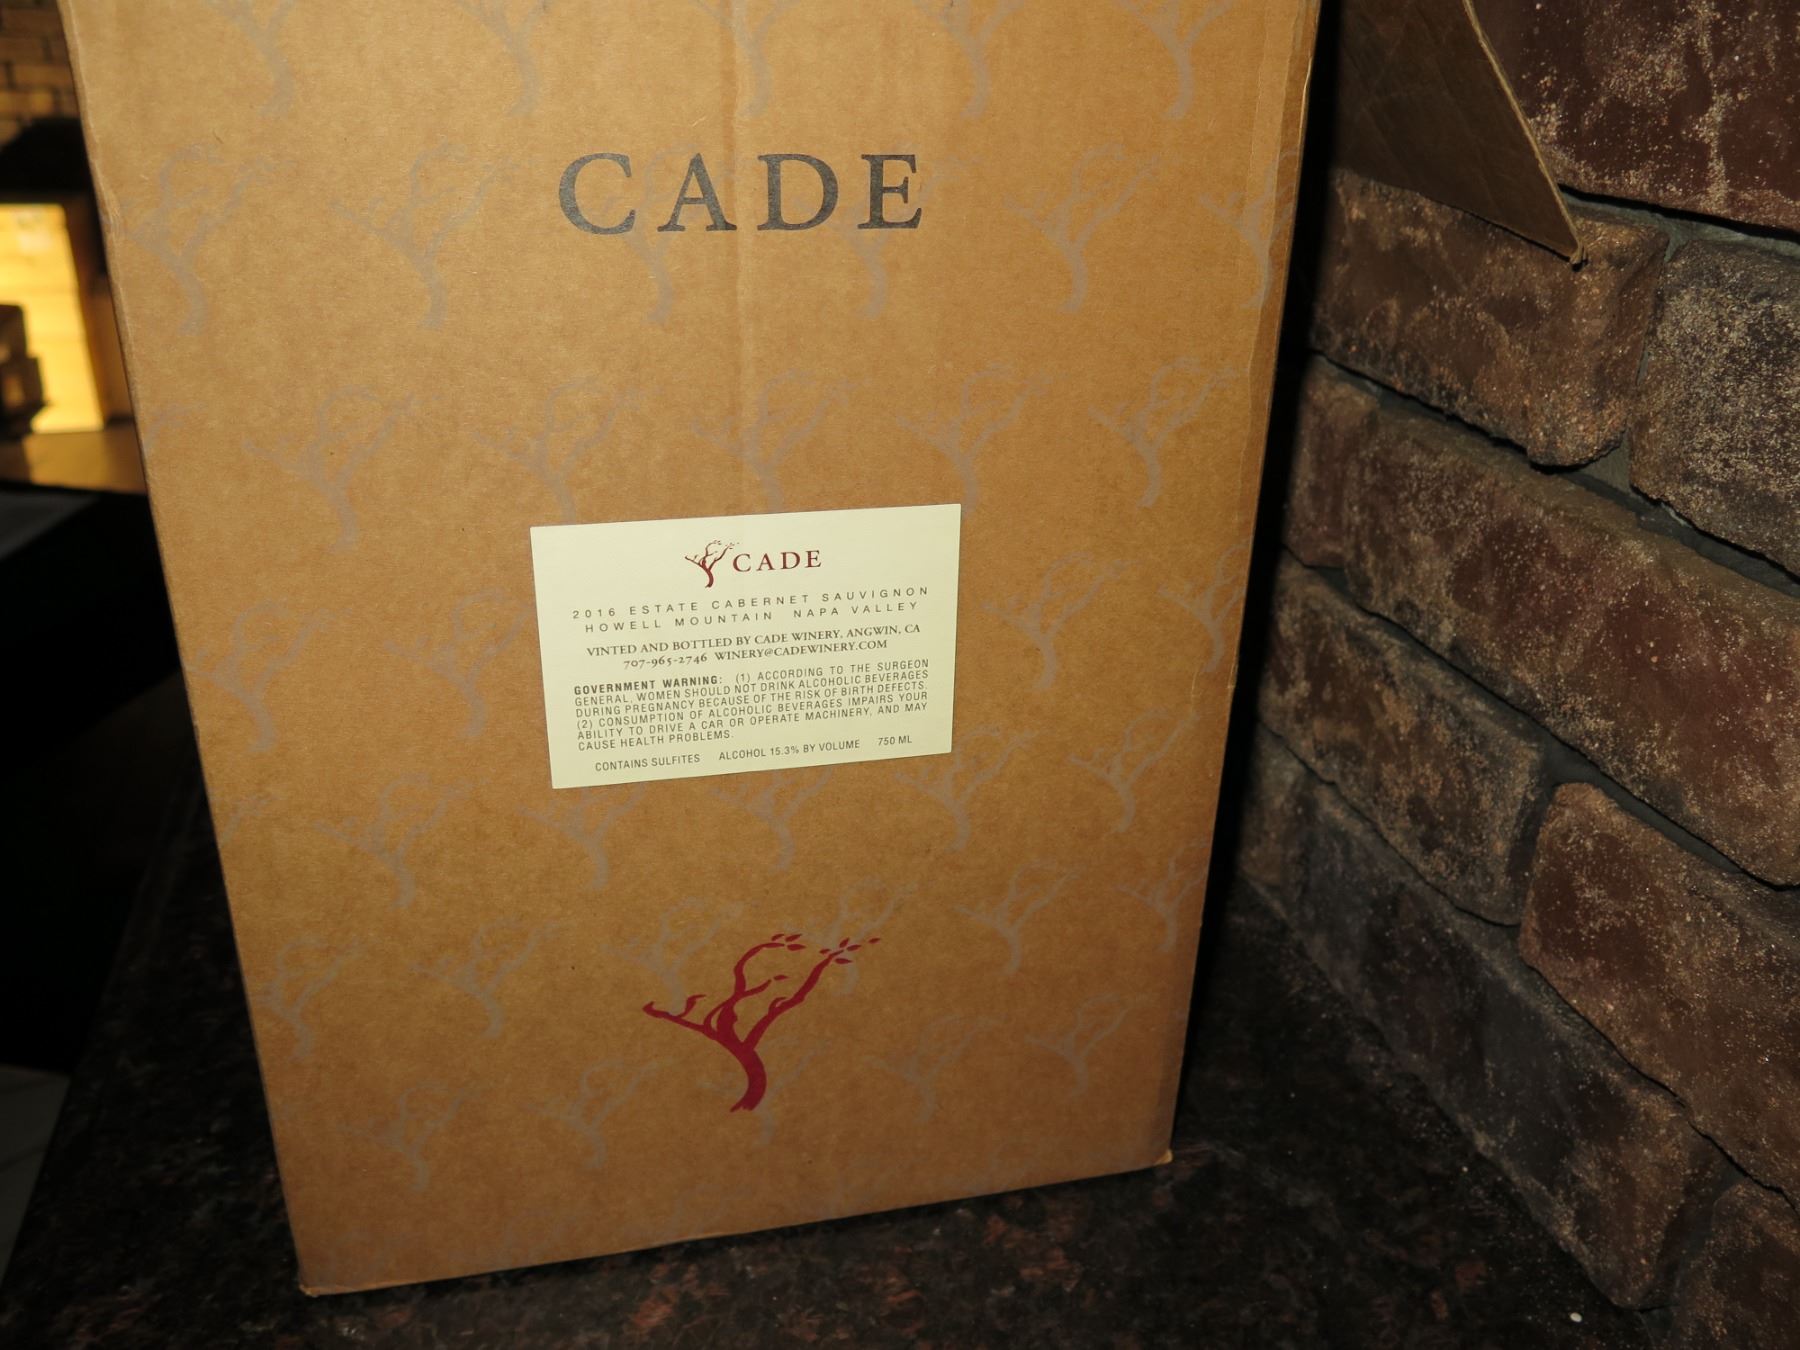 CADE
CADE
2016 ESTATE CABERNET SAUVIGNON
HOWELL MOUNTAIN NAPA VALLEY
VINTED AND BOTTLED BY CADE WINERY, ANGWIN, CA
707-965-2746 WINERY@CADEWINERY.COM
GOVERNMENT WARNING: (1) ACCORDING TO THE SURGEON
GENERAL, WOMEN SHOULD NOT DRINK ALCOHOLIC BEVERAGES
DURING PREGNANCY BECAUSE OF THE RISK OF BIRTH DEFECTS.
(2) CONSUMPTION OF ALCOHOLIC BEVERAGES IMPAIRS YOUR
ABILITY TO DRIVE A CAR OR OPERATE MACHINERY, AND MAY
CAUSE HEALTH PROBLEMS.
CONTAINS SULFITES ALCOHOL 15.3% BY VOLUME 750 ML